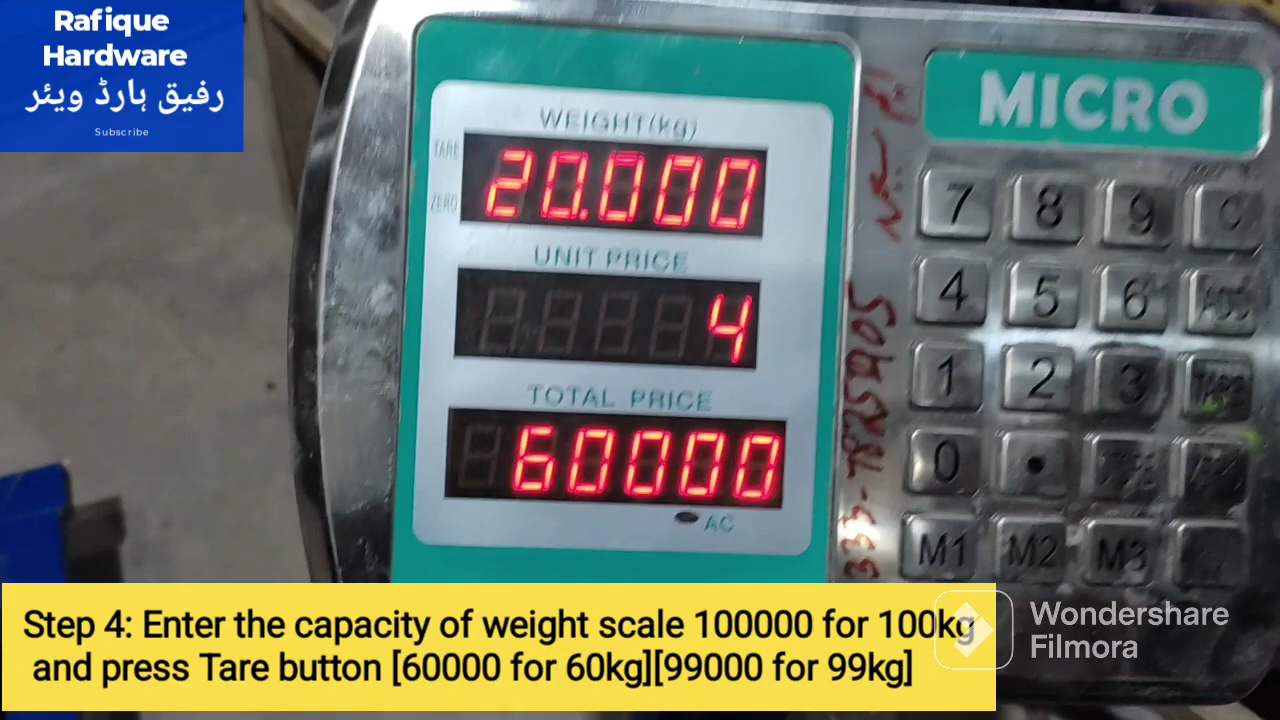 Rafique
Hardware
رفیق ہارڈ ویئر
Subscribe
WEIGHT(kg)
TARE
ZERO
20.000
UNIT PRICE
4
TOTAL PRICE
60000
AC
MICRO
7 8 9 C
4 5 6 ADD
1 2 3 TARE
0 .
M1 M2 M3
Step 4: Enter the capacity of weight scale 100000 for 100kg
and press Tare button [60000 for 60kg][99000 for 99kg]
Wondershare
Filmora